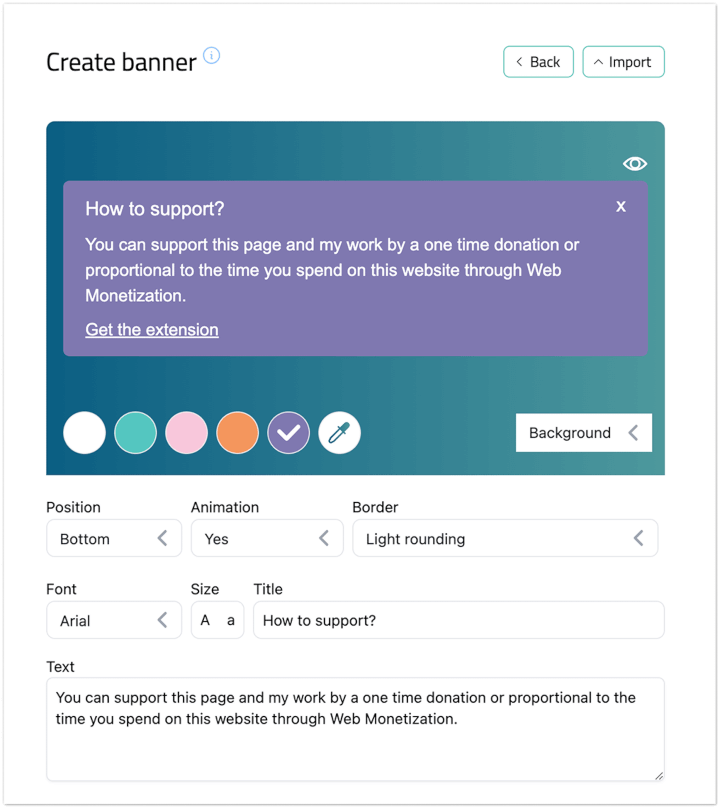 Create banner i
Back
Import
How to support?
X
You can support this page and my work by a one time donation or
proportional to the time you spend on this website through Web
Monetization.
Get the extension
Background
Position
Animation
Border
Bottom
Yes
Light rounding
Font
Size
Title
Arial
A a
How to support?
Text
You can support this page and my work by a one time donation or proportional to the
time you spend on this website through Web Monetization.